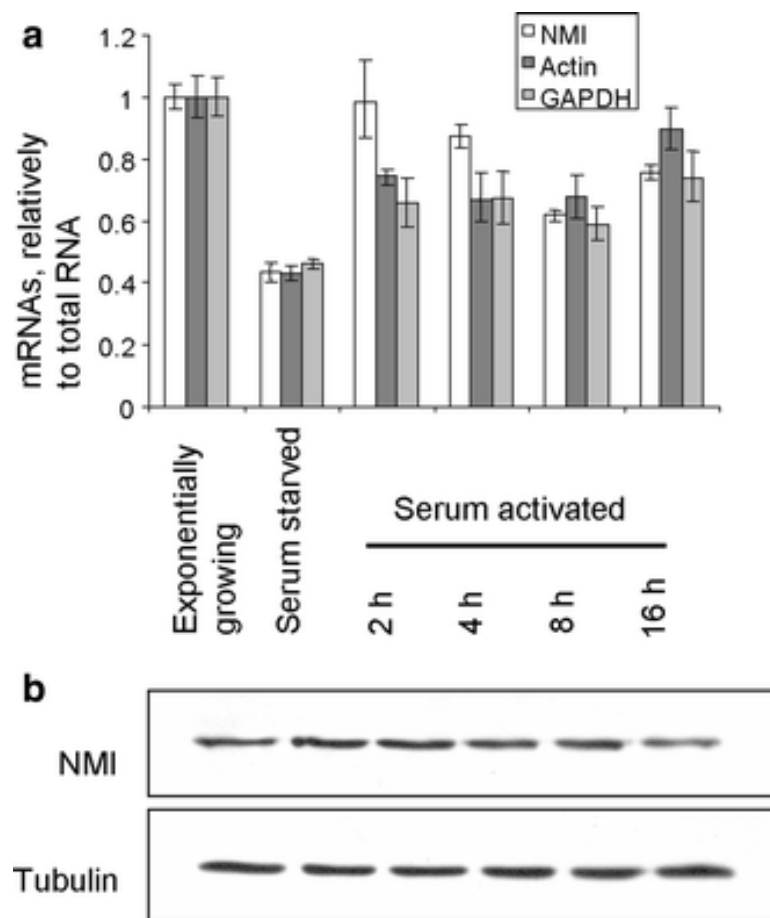 a
1.2
1
0.8
0.6
0.4
0.2
0
mRNAs, relatively
to total RNA
NMI
Actin
GAPDH
Exponentially
growing
Serum starved
Serum activated
2 h
4 h
8 h
16 h
b
NMI
Tubulin